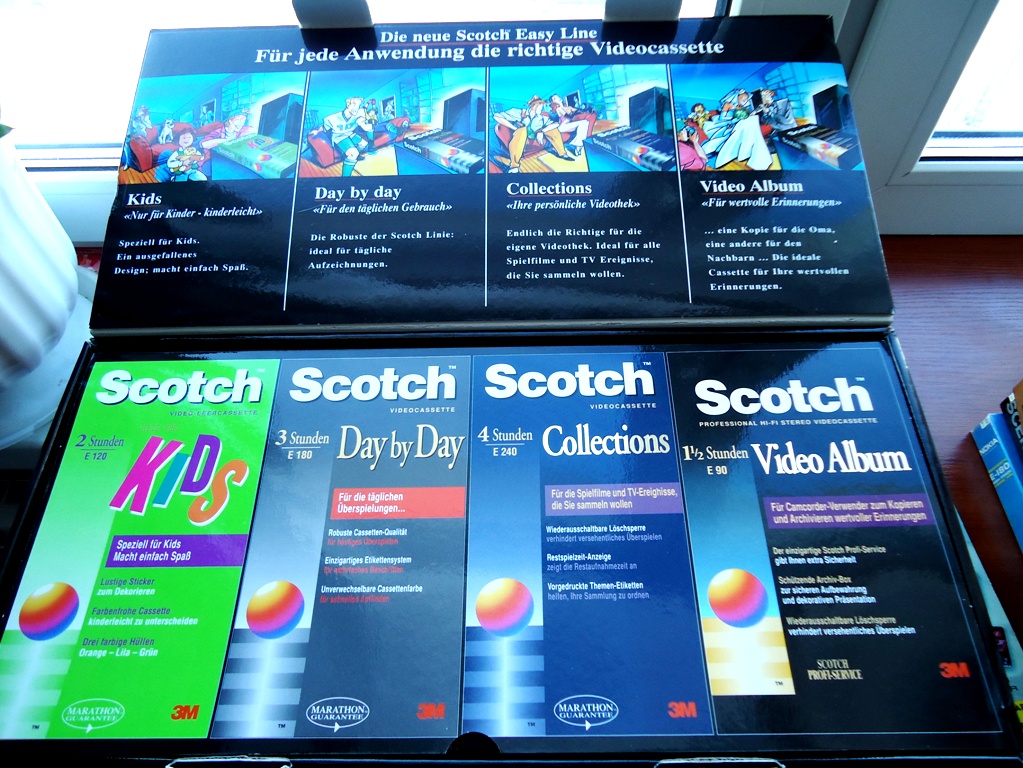 Die neue Scotch™ Easy Line
Für jede Anwendung die richtige Videocassette
Kids
«Nur für Kinder - kinderleicht»
Speziell für Kids.
Ein ausgefallenes
Design; macht einfach Spaß.
Day by day
«Für den täglichen Gebrauch»
Die Robuste der Scotch Linie:
ideal für tägliche
Aufzeichnungen.
Collections
«Ihre persönliche Videothek»
Endlich die Richtige für die
eigene Videothek. Ideal für alle
Spielfilme und TV Ereignisse,
die Sie sammeln wollen.
Video Album
«Für wertvolle Erinnerungen»
... eine Kopie für die Oma,
eine andere für den
Nachbarn ... Die ideale
Cassette für Ihre wertvollen
Erinnerungen.
Scotch™
VIDEO LEERCASSETTE
2 Stunden
E 120
KIDS
Speziell für Kids
Macht einfach Spaß
Lustige Sticker
zum Dekorieren
Farbenfrohe Cassette
kinderleicht zu unterscheiden
Drei farbige Hüllen
Orange – Lila – Grün
MARATHON
GUARANTEE
3M
Scotch™
VIDEOCASSETTE
3 Stunden
E 180
Day by Day
Für die täglichen
Überspielungen...
Robuste Cassetten-Qualität
für häufiges Überspielen
Einzigartiges Etikettensystem
Unverwechselbare Cassettenfarbe
MARATHON
GUARANTEE
3M
Scotch™
VIDEOCASSETTE
4 Stunden
E 240
Collections
Für die Spielfilme und TV-Ereignisse,
die Sie sammeln wollen
Wiederausschaltbare Löschsperre
verhindert versehentliches Überspielen
Restspielzeit-Anzeige
zeigt die Restaufnahmezeit an
Vorgedruckte Themen-Etiketten
helfen, Ihre Sammlung zu ordnen
MARATHON
GUARANTEE
3M
Scotch™
PROFESSIONAL HI-FI STEREO VIDEOCASSETTE
1½ Stunden
E 90
Video Album
Für Camcorder-Verwender zum Kopieren
und Archivieren wertvoller Erinnerungen
Der einzigartige Scotch Profi-Service
gibt Ihnen extra Sicherheit
Schützende Archiv-Box
zur sicheren Aufbewahrung
und dekorativen Präsentation
Wiederausschaltbare Löschsperre
verhindert versehentliches Überspielen
SCOTCH
PROFI-SERVICE
3M